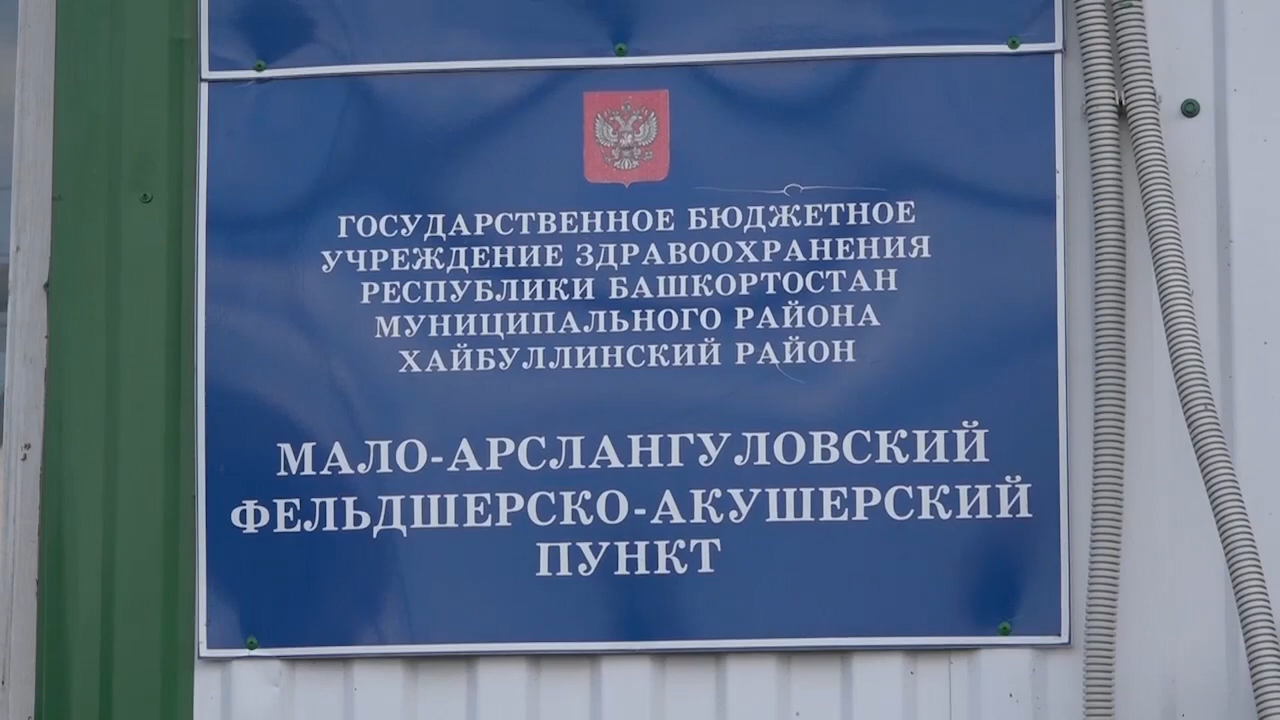 ГОСУДАРСТВЕННОЕ БЮДЖЕТНОЕ
УЧРЕЖДЕНИЕ ЗДРАВООХРАНЕНИЯ
РЕСПУБЛИКИ БАШКОРТОСТАН
МУНИЦИПАЛЬНОГО РАЙОНА
ХАЙБУЛЛИНСКИЙ РАЙОН
МАЛО-АРСЛАНГУЛОВСКИЙ
ФЕЛЬДШЕРСКО-АКУШЕРСКИЙ
ПУНКТ